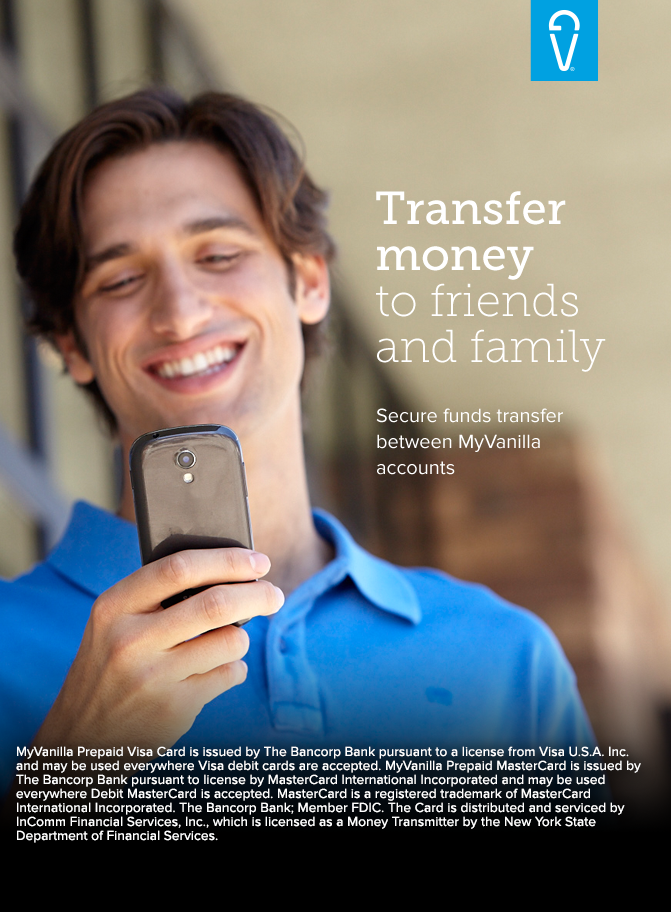 Transfer
money
to friends
and family
Secure funds transfer
between MyVanilla
accounts
MyVanilla Prepaid Visa Card is issued by The Bancorp Bank pursuant to a license from Visa U.S.A. Inc.
and may be used everywhere Visa debit cards are accepted. MyVanilla Prepaid MasterCard is issued by
The Bancorp Bank pursuant to license by MasterCard International Incorporated and may be used
everywhere Debit MasterCard is accepted. MasterCard is a registered trademark of MasterCard
International Incorporated. The Bancorp Bank; Member FDIC. The Card is distributed and serviced by
InComm Financial Services, Inc., which is licensed as a Money Transmitter by the New York State
Department of Financial Services.